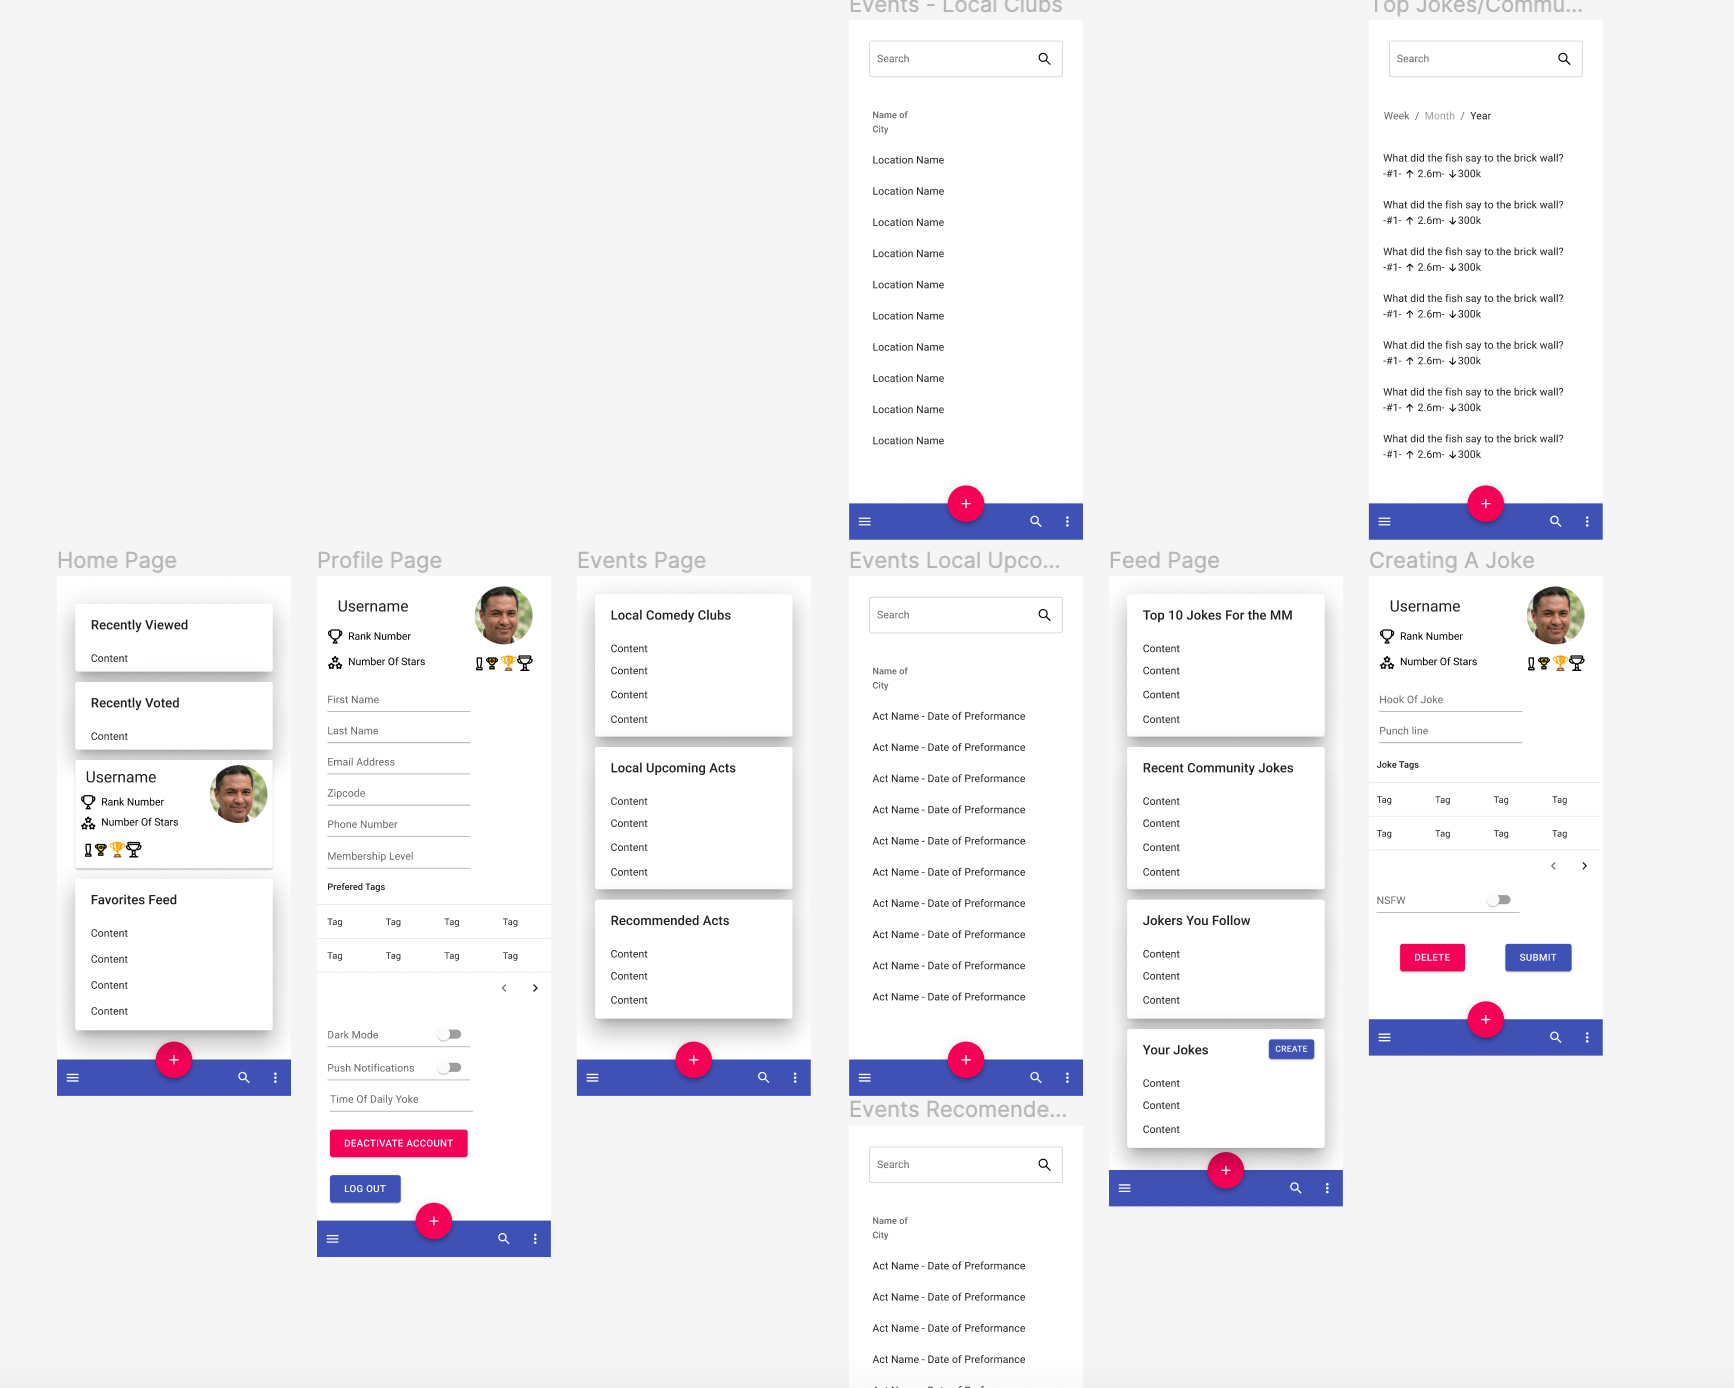 Events - Local Clubs
Search
Name of
City
Location Name
Location Name
Location Name
Location Name
Location Name
Location Name
Location Name
Location Name
Location Name
Location Name
Top Jokes/Commu...
Search
Week / Month / Year
What did the fish say to the brick wall?
-#1- ↑ 2.6m- ↓300k
What did the fish say to the brick wall?
-#1- ↑ 2.6m- ↓300k
What did the fish say to the brick wall?
-#1- ↑ 2.6m- ↓300k
What did the fish say to the brick wall?
-#1- ↑ 2.6m- ↓300k
What did the fish say to the brick wall?
-#1- ↑ 2.6m- ↓300k
What did the fish say to the brick wall?
-#1- ↑ 2.6m- ↓300k
What did the fish say to the brick wall?
-#1- ↑ 2.6m- ↓300k
Home Page
Recently Viewed
Content
Recently Voted
Content
Username
Rank Number
Number Of Stars
Favorites Feed
Content
Content
Content
Content
Profile Page
Username
Rank Number
Number Of Stars
First Name
Last Name
Email Address
Zipcode
Phone Number
Membership Level
Prefered Tags
Tag Tag Tag Tag
Tag Tag Tag Tag
Dark Mode
Push Notifications
Time Of Daily Yoke
DEACTIVATE ACCOUNT
LOG OUT
Events Page
Local Comedy Clubs
Content
Content
Content
Content
Local Upcoming Acts
Content
Content
Content
Content
Recommended Acts
Content
Content
Content
Events Local Upco...
Search
Name of
City
Act Name - Date of Preformance
Act Name - Date of Preformance
Act Name - Date of Preformance
Act Name - Date of Preformance
Act Name - Date of Preformance
Act Name - Date of Preformance
Act Name - Date of Preformance
Act Name - Date of Preformance
Act Name - Date of Preformance
Act Name - Date of Preformance
Events Recomende...
Search
Name of
City
Act Name - Date of Preformance
Act Name - Date of Preformance
Act Name - Date of Preformance
Act Name - Date of Preformance
Feed Page
Top 10 Jokes For the MM
Content
Content
Content
Content
Recent Community Jokes
Content
Content
Content
Content
Jokers You Follow
Content
Content
Content
Your Jokes
CREATE
Content
Content
Content
Creating A Joke
Username
Rank Number
Number Of Stars
Hook Of Joke
Punch line
Joke Tags
Tag Tag Tag Tag
Tag Tag Tag Tag
NSFW
DELETE SUBMIT